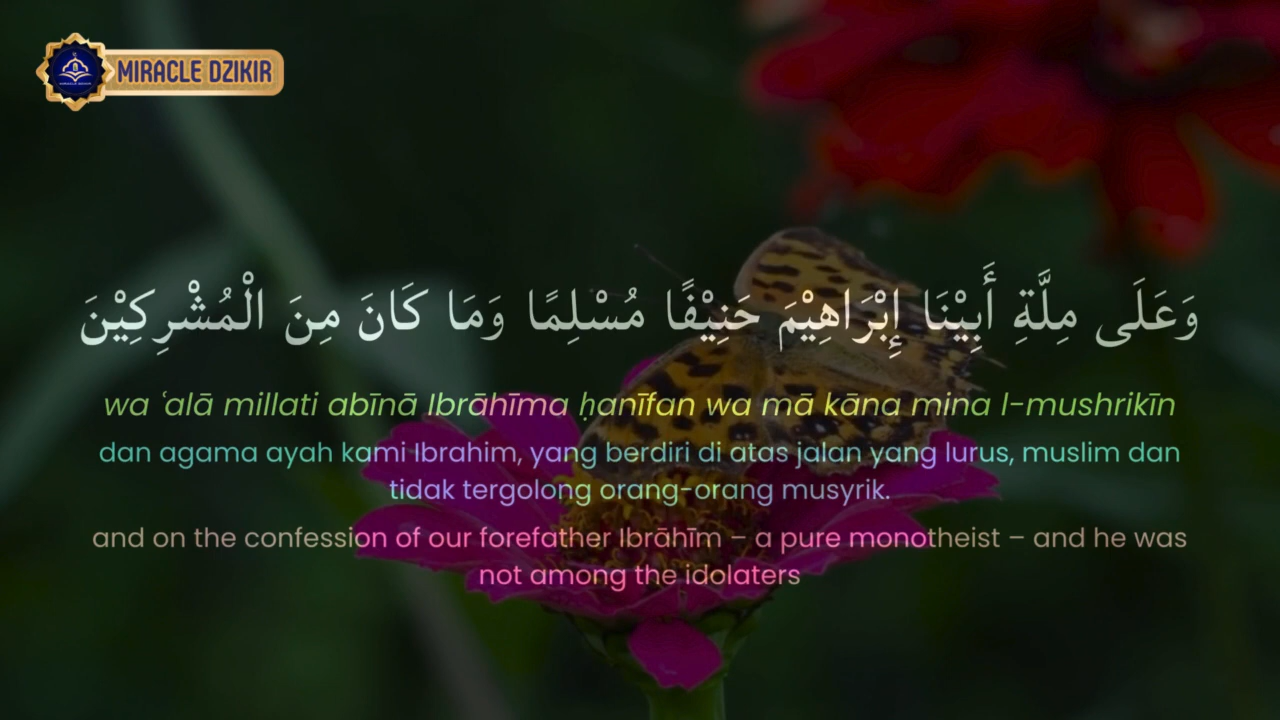 MIRACLE DZIKIR
وَعَلَى مِلَّةِ أَبِيْنَا إِبْرَاهِيْمَ حَنِيْفًا مُسْلِمًا وَمَا كَانَ مِنَ الْمُشْرِكِيْنَ
wa ʿalā millati abīnā Ibrāhīma ḥanīfan wa mā kāna mina l-mushrikīn
dan agama ayah kami Ibrahim, yang berdiri di atas jalan yang lurus, muslim dan
tidak tergolong orang-orang musyrik.
and on the confession of our forefather Ibrāhīm – a pure monotheist – and he was
not among the idolaters